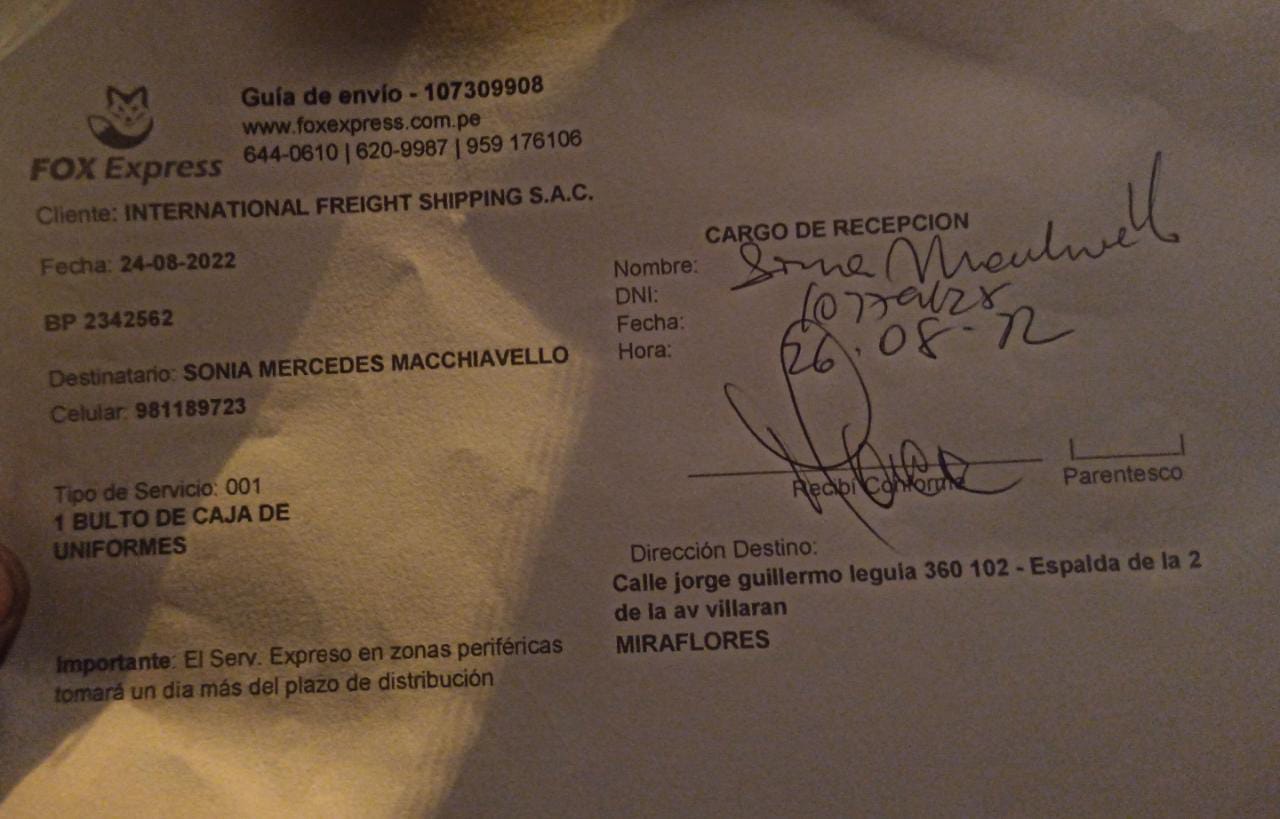 FOX Express
Guía de envío - 107309908
www.foxexpress.com.pe
644-0610 | 620-9987 | 959 176106
Cliente: INTERNATIONAL FREIGHT SHIPPING S.A.C.
Fecha: 24-08-2022
BP 2342562
Destinatario: SONIA MERCEDES MACCHIAVELLO
Celular: 981189723
Tipo de Servicio: 001
1 BULTO DE CAJA DE
UNIFORMES
Importante: El Serv. Expreso en zonas periféricas
tomará un dia más del plazo de distribución
CARGO DE RECEPCION
Nombre: Sonia
DNI:
Fecha: 26.08-22
Hora:
Recibí Conforme
Parentesco
Dirección Destino:
Calle jorge guillermo leguia 360 102 - Espalda de la 2
de la av villaran
MIRAFLORES